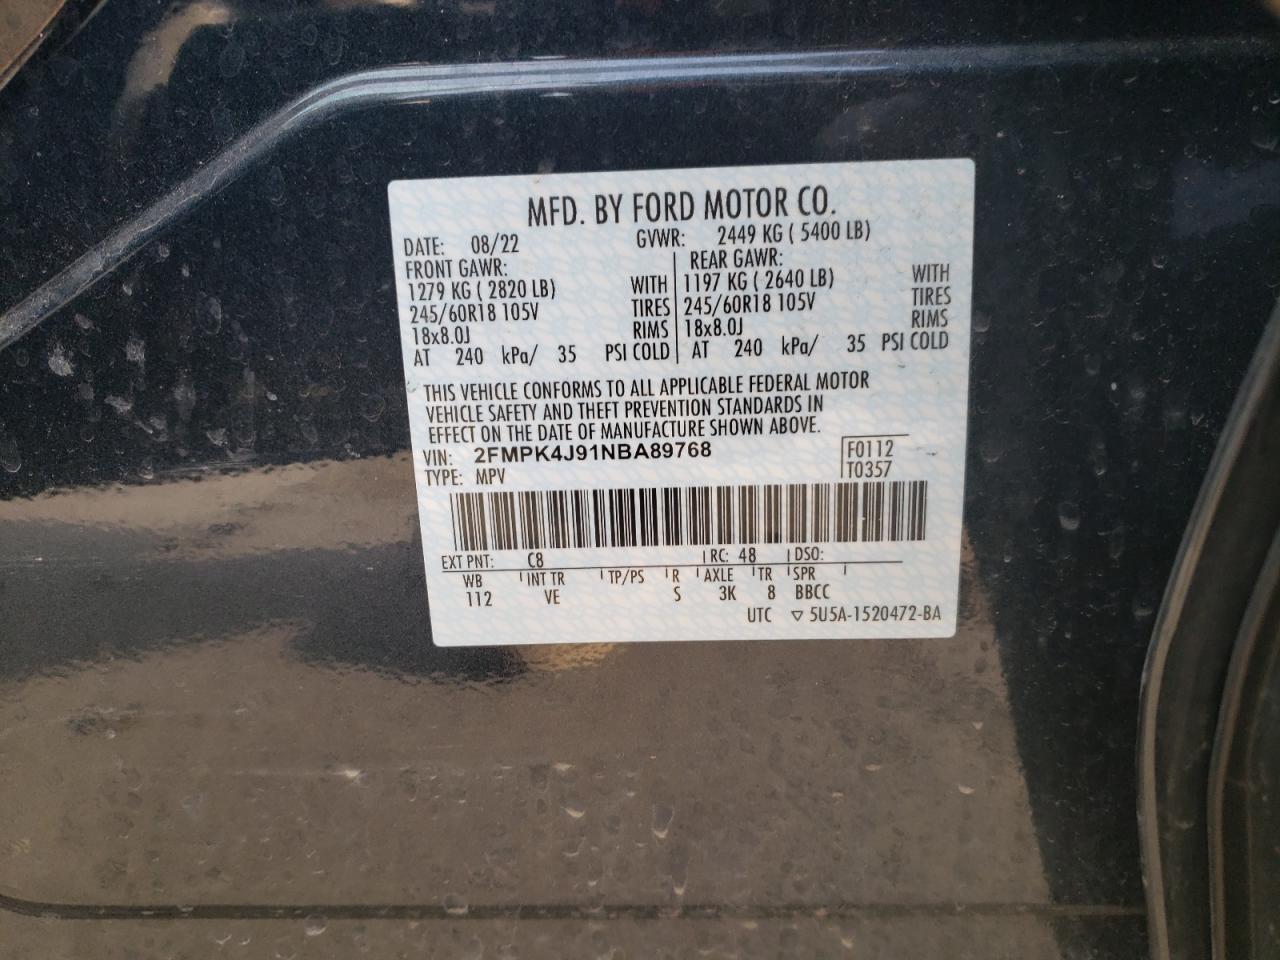 MFD. BY FORD MOTOR CO.
DATE: 08/22 GVWR: 2449 KG ( 5400 LB)
FRONT GAWR: REAR GAWR:
1279 KG ( 2820 LB) WITH 1197 KG ( 2640 LB) WITH
245/60R18 105V TIRES 245/60R18 105V TIRES
18x8.0J RIMS 18x8.0J RIMS
AT 240 kPa/ 35 PSI COLD AT 240 kPa/ 35 PSI COLD
THIS VEHICLE CONFORMS TO ALL APPLICABLE FEDERAL MOTOR
VEHICLE SAFETY AND THEFT PREVENTION STANDARDS IN
EFFECT ON THE DATE OF MANUFACTURE SHOWN ABOVE.
VIN: 2FMPK4J91NBA89768 F0112
TYPE: MPV T0357
EXT PNT: C8 RC: 48 DSO:
WB INT TR TP/PS R AXLE TR SPR
112 VE S 3K 8 BBCC
UTC ▽ 5U5A-1520472-BA